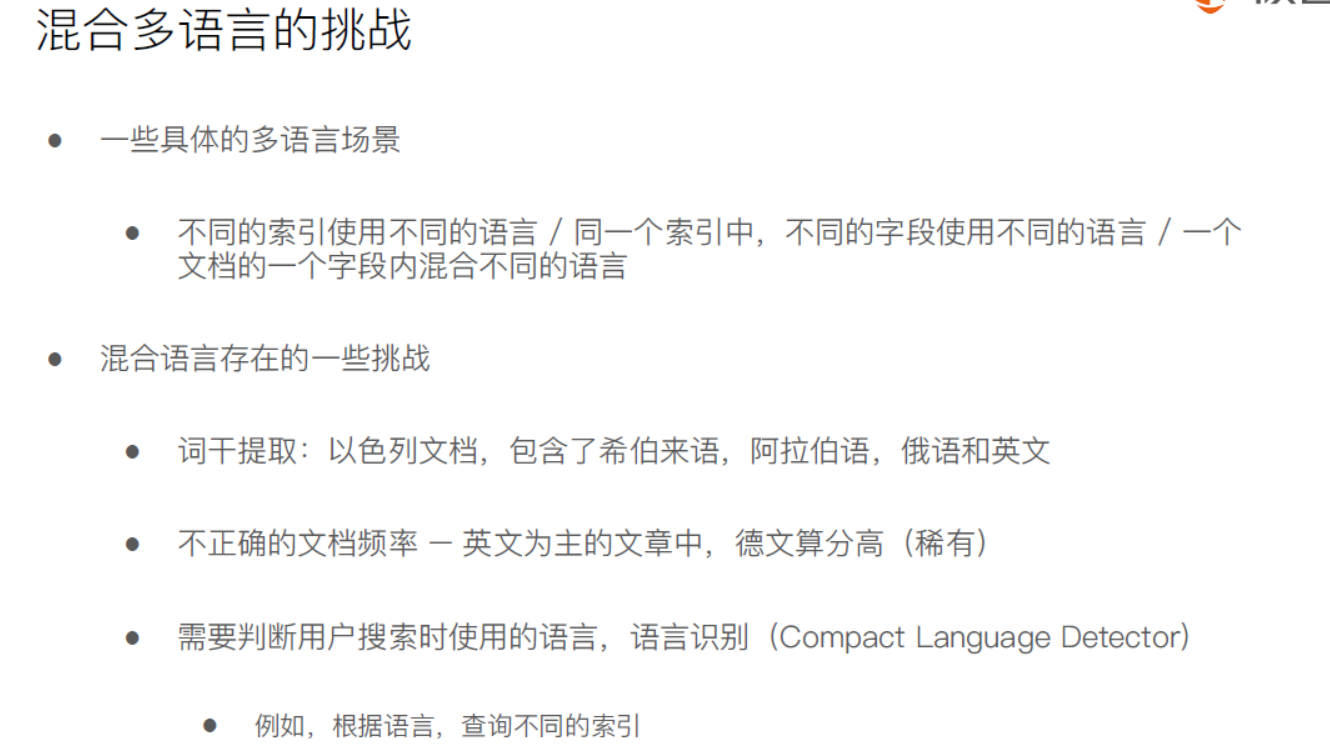 混合多语言的挑战
● 一些具体的多语言场景
● 不同的索引使用不同的语言 / 同一个索引中，不同的字段使用不同的语言 / 一个
文档的一个字段内混合不同的语言
● 混合语言存在的一些挑战
● 词干提取：以色列文档，包含了希伯来语，阿拉伯语，俄语和英文
● 不正确的文档频率 – 英文为主的文章中，德文算分高（稀有）
● 需要判断用户搜索时使用的语言，语言识别（Compact Language Detector）
● 例如，根据语言，查询不同的索引